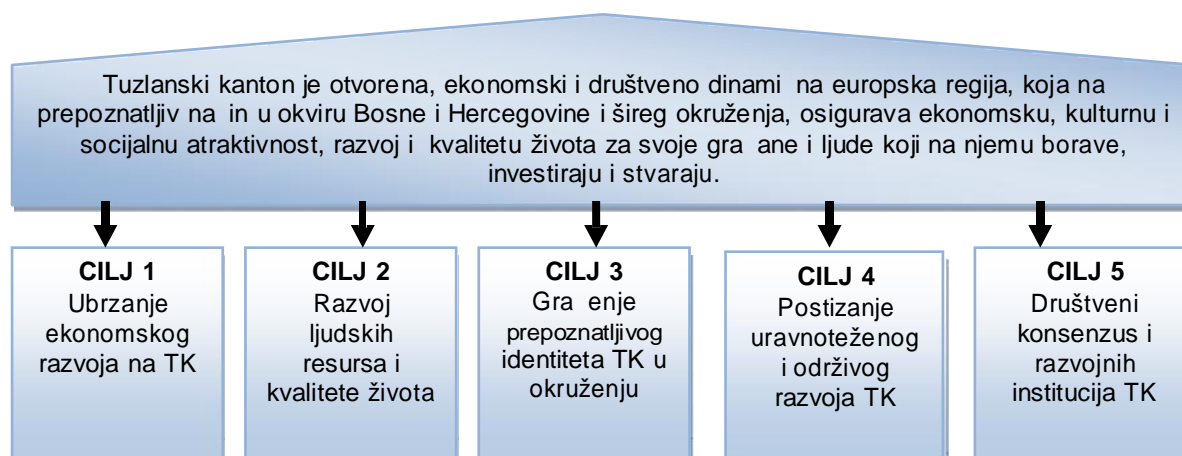 Tuzlanski kanton je otvorena, ekonomski i društveno dinami na europska regija, koja na
prepoznatljiv na in u okviru Bosne i Hercegovine i šireg okruženja, osigurava ekonomsku, kulturnu i
socijalnu atraktivnost, razvoj i kvalitetu života za svoje gra ane i ljude koji na njemu borave,
investiraju i stvaraju.
CILJ 1
Ubrzanje
ekonomskog
razvoja na TK
CILJ 2
Razvoj
ljudskih
resursa i
kvalitete života
CILJ 3
Gra enje
prepoznatljivog
identiteta TK u
okruženju
CILJ 4
Postizanje
uravnoteženog
i održivog
razvoja TK
CILJ 5
Društveni
konsenzus i
razvojnih
institucija TK